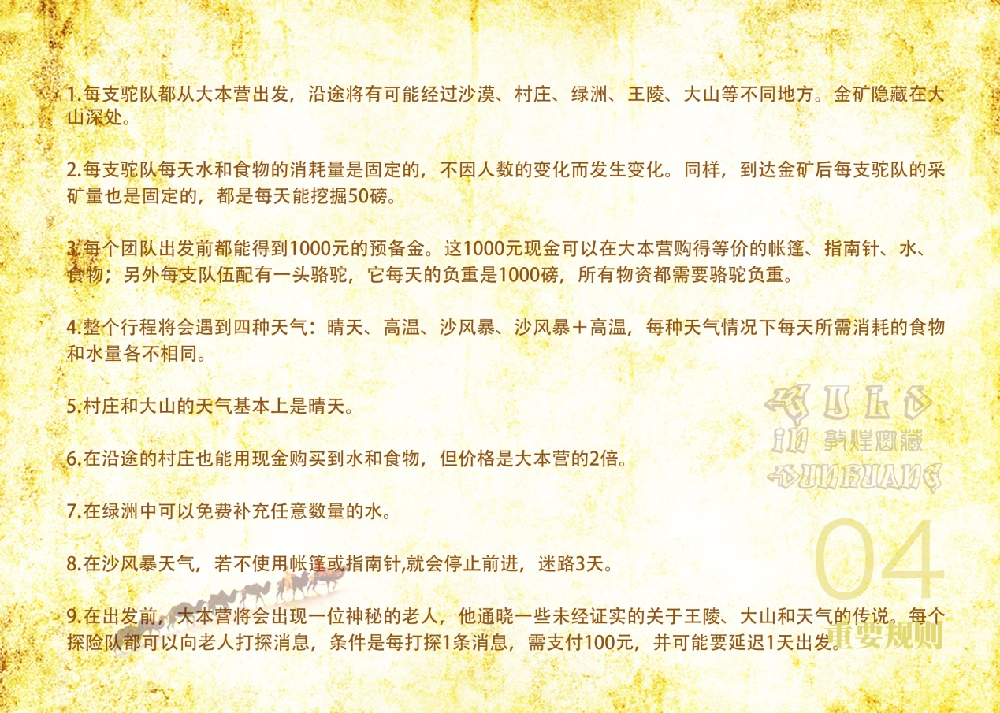 1.每支驼队都从大本营出发，沿途将有可能经过沙漠、村庄、绿洲、王陵、大山等不同地方。金矿隐藏在大
山深处。
2.每支驼队每天水和食物的消耗量是固定的，不因人数的变化而发生变化。同样，到达金矿后每支驼队的采
矿量也是固定的，都是每天能挖掘50磅。
3.每个团队出发前都能得到1000元的预备金。这1000元现金可以在大本营购得等价的帐篷、指南针、水、
食物；另外每支队伍配有一头骆驼，它每天的负重是1000磅，所有物资都需要骆驼负重。
4.整个行程将会遇到四种天气：晴天、高温、沙风暴、沙风暴＋高温，每种天气情况下每天所需消耗的食物
和水量各不相同。
5.村庄和大山的天气基本上是晴天。
6.在沿途的村庄也能用现金购买到水和食物，但价格是大本营的2倍。
7.在绿洲中可以免费补充任意数量的水。
8.在沙风暴天气，若不使用帐篷或指南针,就会停止前进，迷路3天。
9.在出发前，大本营将会出现一位神秘的老人，他通晓一些未经证实的关于王陵、大山和天气的传说。每个
探险队都可以向老人打探消息，条件是每打探1条消息，需支付100元，并可能要延迟1天出发。
GOLD
in 敦煌窟藏
DUNHUANG
04
重要规则